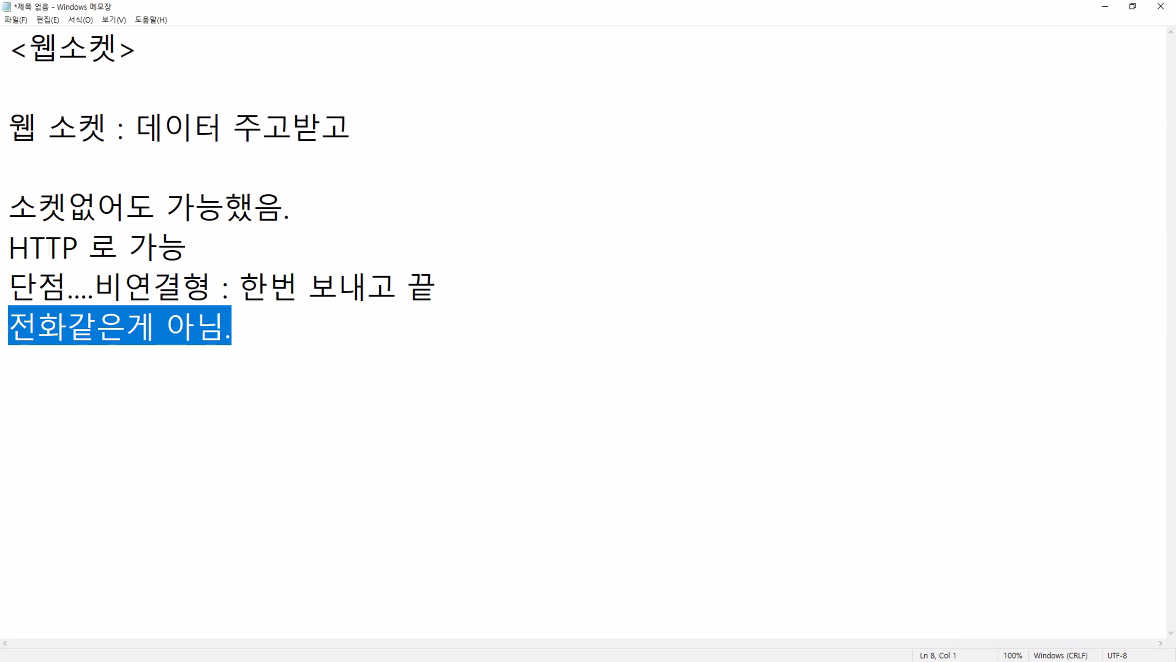 *제목 없음 - Windows 메모장
파일(F) 편집(E) 서식(O) 보기(V) 도움말(H)
<웹소켓>
웹 소켓 : 데이터 주고받고
소켓없어도 가능했음.
HTTP 로 가능
단점....비연결형 : 한번 보내고 끝
전화같은게 아님.
Ln 8, Col 1 100% Windows (CRLF) UTF-8